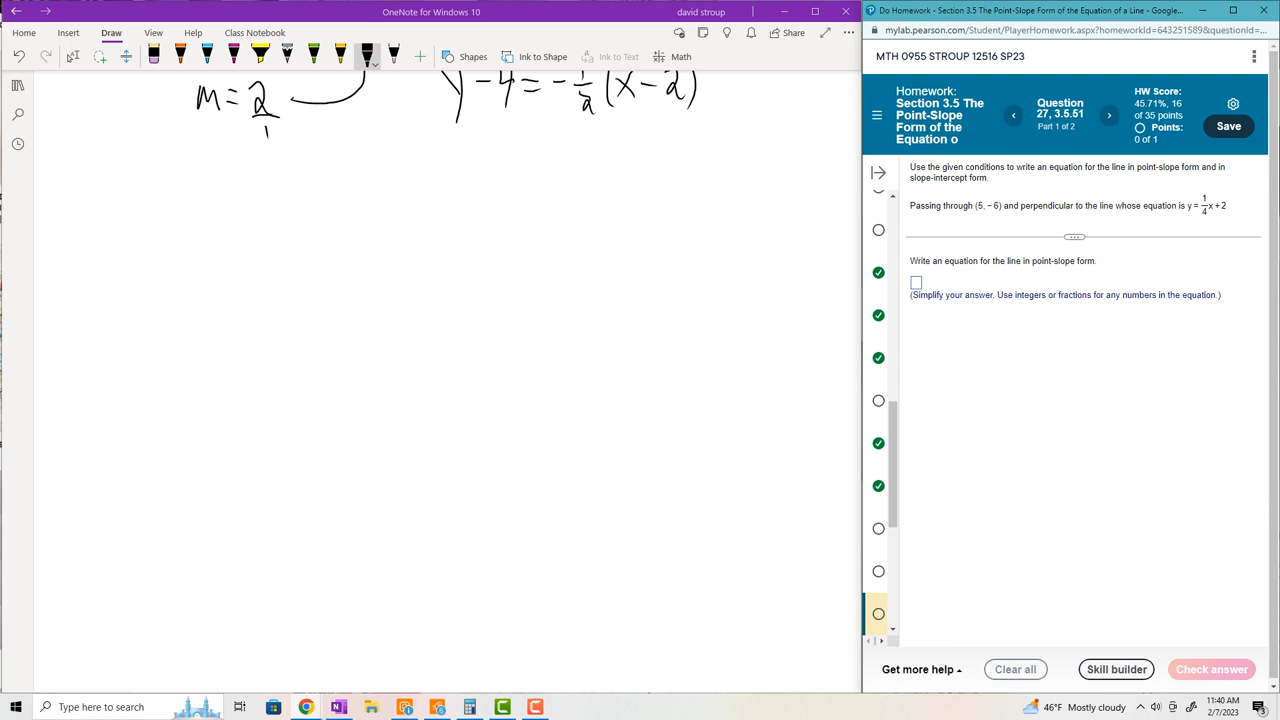 OneNote for Windows 10
david stroup
Home Insert Draw View Help Class Notebook
Share
Shapes Ink to Shape Ink to Text Math
m = 2/1
y - 4 = - 1/2 (x - 2)
Do Homework - Section 3.5 The Point-Slope Form of the Equation of a Line - Google...
mylab.pearson.com/Student/PlayerHomework.aspx?homeworkId=643251589&questionId=...
MTH 0955 STROUP 12516 SP23
Homework:
Section 3.5 The
Point-Slope
Form of the
Equation o
Question
27, 3.5.51
Part 1 of 2
HW Score:
45.71%, 16
of 35 points
Points:
0 of 1
Save
Use the given conditions to write an equation for the line in point-slope form and in
slope-intercept form.
Passing through (5, − 6) and perpendicular to the line whose equation is y = 1/4 x + 2
Write an equation for the line in point-slope form.
(Simplify your answer. Use integers or fractions for any numbers in the equation.)
Get more help
Clear all
Skill builder
Check answer
Type here to search
46°F Mostly cloudy
11:40 AM
2/7/2023
3